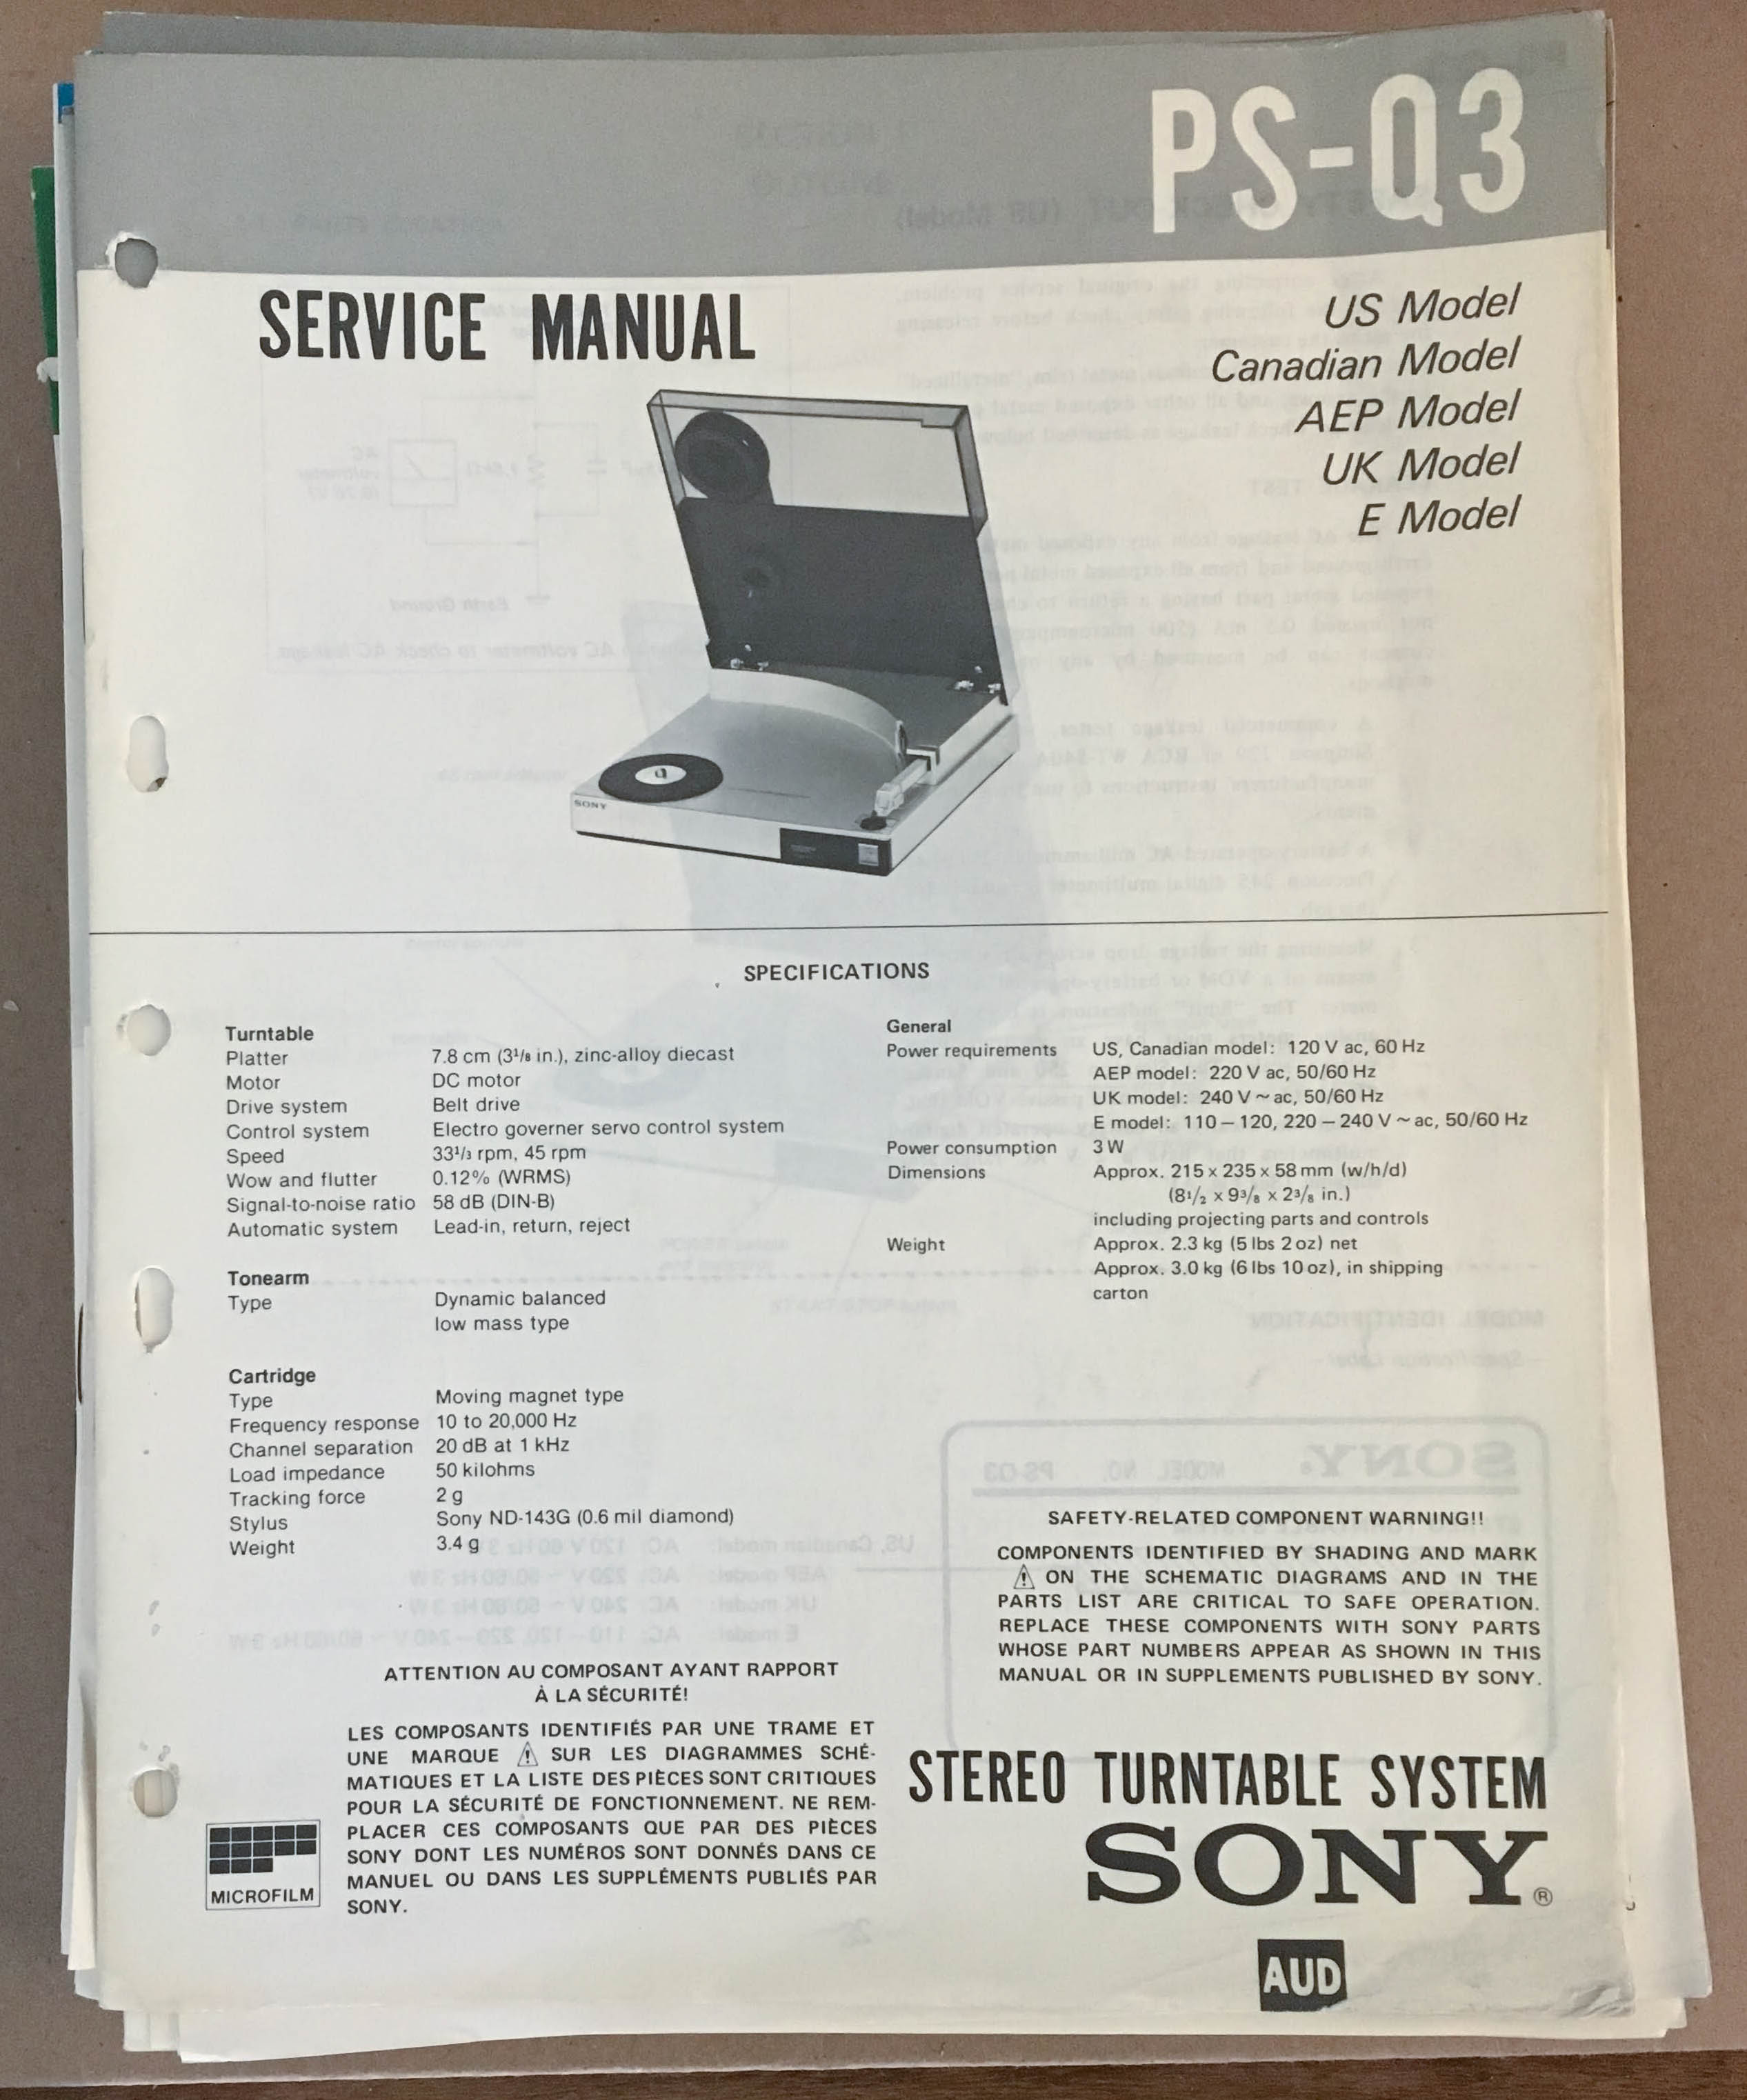 PS-Q3
SERVICE MANUAL
US Model
Canadian Model
AEP Model
UK Model
E Model
SONY
SPECIFICATIONS
Turntable
Platter 7.8 cm (3 1/8 in.), zinc-alloy diecast
Motor DC motor
Drive system Belt drive
Control system Electro governer servo control system
Speed 33 1/3 rpm, 45 rpm
Wow and flutter 0.12% (WRMS)
Signal-to-noise ratio 58 dB (DIN-B)
Automatic system Lead-in, return, reject
Tonearm
Type Dynamic balanced
low mass type
Cartridge
Type Moving magnet type
Frequency response 10 to 20,000 Hz
Channel separation 20 dB at 1 kHz
Load impedance 50 kilohms
Tracking force 2 g
Stylus Sony ND-143G (0.6 mil diamond)
Weight 3.4 g
General
Power requirements US, Canadian model: 120 V ac, 60 Hz
AEP model: 220 V ac, 50/60 Hz
UK model: 240 V ~ ac, 50/60 Hz
E model: 110 – 120, 220 – 240 V ~ ac, 50/60 Hz
Power consumption 3 W
Dimensions Approx. 215 x 235 x 58 mm (w/h/d)
(8 1/2 x 9 3/8 x 2 3/8 in.)
including projecting parts and controls
Weight Approx. 2.3 kg (5 lbs 2 oz) net
Approx. 3.0 kg (6 lbs 10 oz), in shipping
carton
SAFETY-RELATED COMPONENT WARNING!!
COMPONENTS IDENTIFIED BY SHADING AND MARK
⚠ ON THE SCHEMATIC DIAGRAMS AND IN THE
PARTS LIST ARE CRITICAL TO SAFE OPERATION.
REPLACE THESE COMPONENTS WITH SONY PARTS
WHOSE PART NUMBERS APPEAR AS SHOWN IN THIS
MANUAL OR IN SUPPLEMENTS PUBLISHED BY SONY.
ATTENTION AU COMPOSANT AYANT RAPPORT
À LA SÉCURITÉ!
LES COMPOSANTS IDENTIFIÉS PAR UNE TRAME ET
UNE MARQUE ⚠ SUR LES DIAGRAMMES SCHÉ-
MATIQUES ET LA LISTE DES PIÈCES SONT CRITIQUES
POUR LA SÉCURITÉ DE FONCTIONNEMENT. NE REM-
PLACER CES COMPOSANTS QUE PAR DES PIÈCES
SONY DONT LES NUMÉROS SONT DONNÉS DANS CE
MANUEL OU DANS LES SUPPLÉMENTS PUBLIÉS PAR
SONY.
MICROFILM
STEREO TURNTABLE SYSTEM
SONY®
AUD